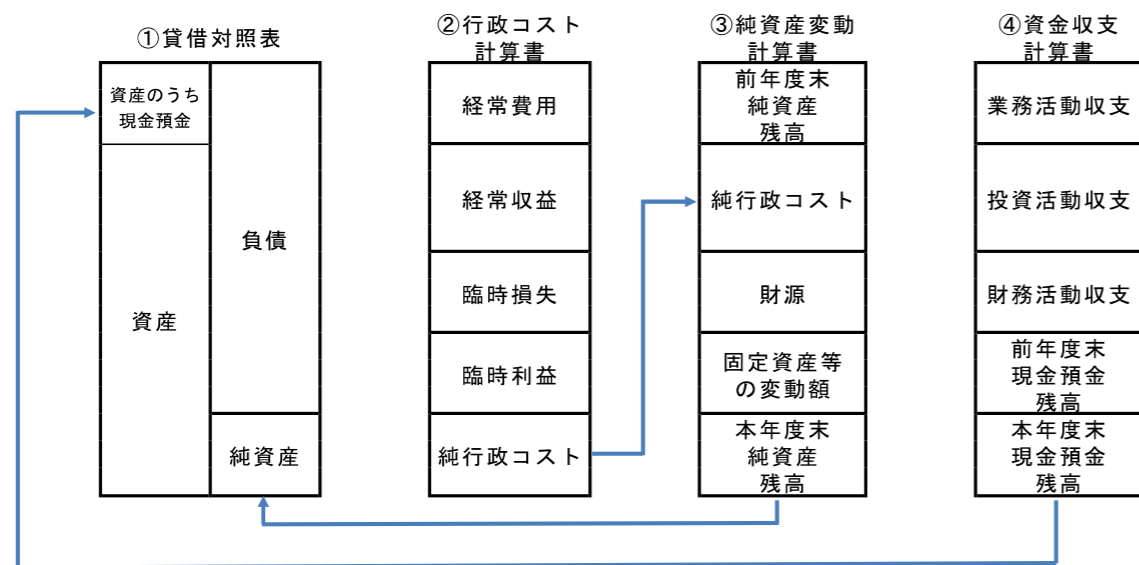 ①貸借対照表
資産のうち
現金預金
資産
負債
純資産
②行政コスト
計算書
経常費用
経常収益
臨時損失
臨時利益
純行政コスト
③純資産変動
計算書
前年度末
純資産
残高
純行政コスト
財源
固定資産等
の変動額
本年度末
純資産
残高
④資金収支
計算書
業務活動収支
投資活動収支
財務活動収支
前年度末
現金預金
残高
本年度末
現金預金
残高